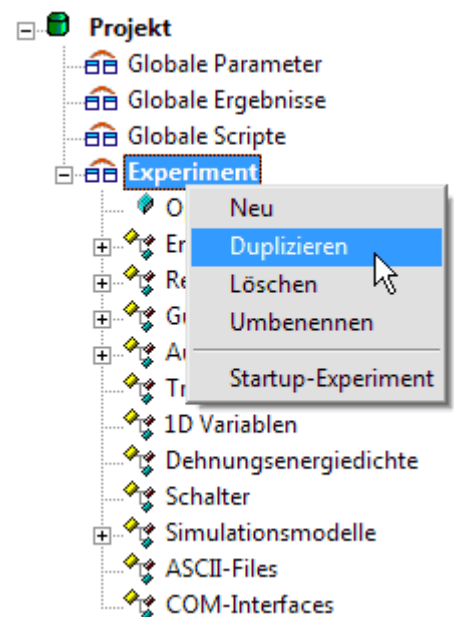 Projekt
Globale Parameter
Globale Ergebnisse
Globale Scripte
Experiment
Neu
Duplizieren
Löschen
Umbenennen
Startup-Experiment
1D Variablen
Dehnungsenergiedichte
Schalter
Simulationsmodelle
ASCII-Files
COM-Interfaces